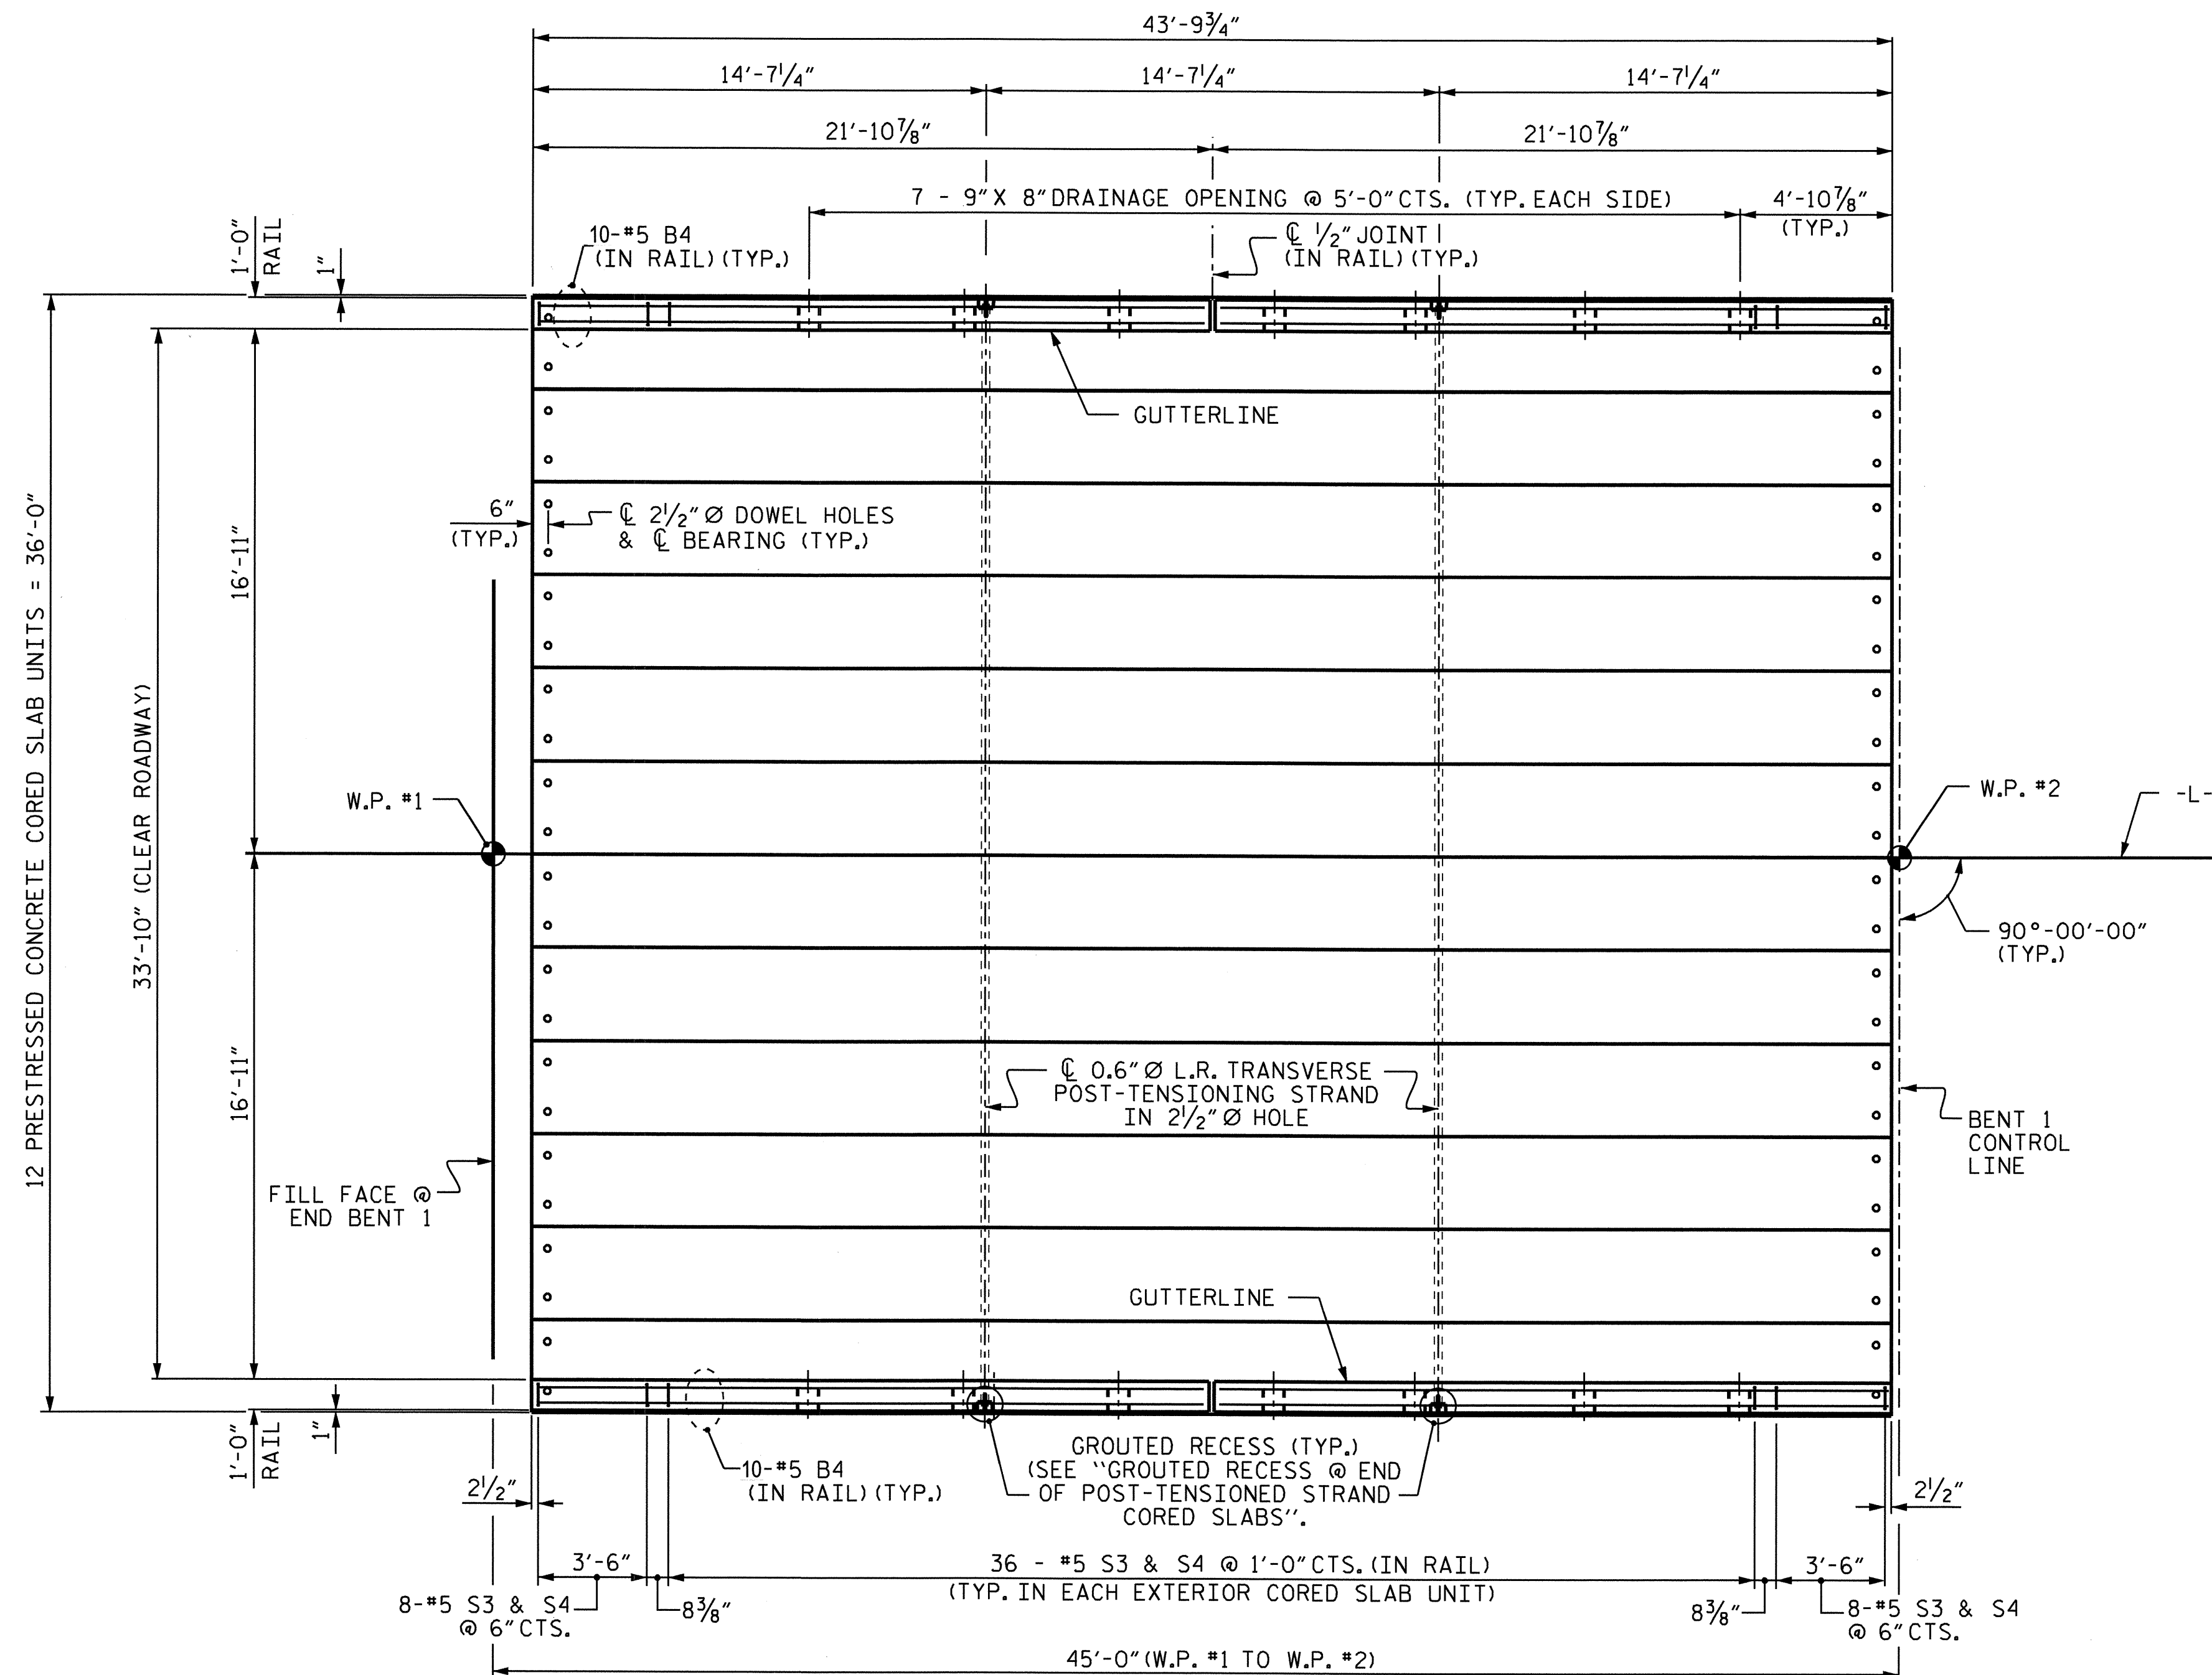 43'-9¾"
14'-7¼"
14'-7¼"
14'-7¼"
21'-10⅞"
21'-10⅞"
7 - 9" X 8" DRAINAGE OPENING @ 5'-0" CTS. (TYP. EACH SIDE)
4'-10⅞"
(TYP.)
1'-0"
RAIL
1"
10-#5 B4
(IN RAIL) (TYP.)
℄ ½" JOINT
(IN RAIL) (TYP.)
GUTTERLINE
6"
(TYP.)
℄ 2½" Ø DOWEL HOLES
& ℄ BEARING (TYP.)
12 PRESTRESSED CONCRETE CORED SLAB UNITS = 36'-0"
33'-10" (CLEAR ROADWAY)
16'-11"
16'-11"
W.P. #1
W.P. #2
-L-
90°-00'-00"
(TYP.)
℄ 0.6" Ø L.R. TRANSVERSE
POST-TENSIONING STRAND
IN 2½" Ø HOLE
BENT 1
CONTROL
LINE
FILL FACE @
END BENT 1
GUTTERLINE
1'-0"
RAIL
1"
2½"
10-#5 B4
(IN RAIL) (TYP.)
GROUTED RECESS (TYP.)
(SEE "GROUTED RECESS @ END
OF POST-TENSIONED STRAND
CORED SLABS".
2½"
3'-6"
36 - #5 S3 & S4 @ 1'-0" CTS. (IN RAIL)
(TYP. IN EACH EXTERIOR CORED SLAB UNIT)
3'-6"
8-#5 S3 & S4
@ 6" CTS.
8⅜"
8⅜"
8-#5 S3 & S4
@ 6" CTS.
45'-0" (W.P. #1 TO W.P. #2)